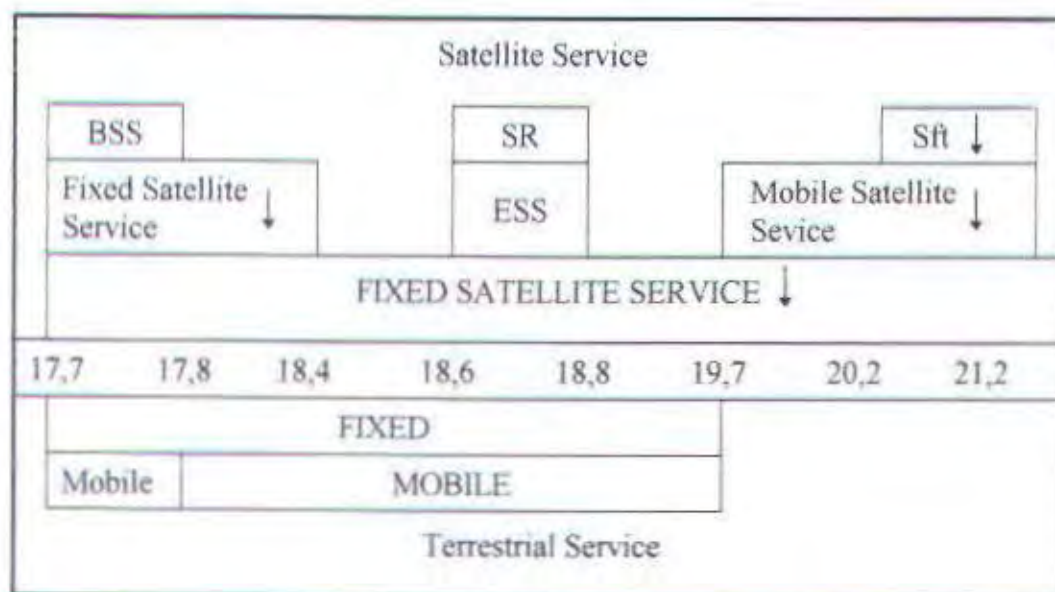 Satellite Service
BSS
SR
Sft ↓
Fixed Satellite
Service ↓
ESS
Mobile Satellite
Sevice ↓
FIXED SATELLITE SERVICE ↓
17,7 17,8 18,4 18,6 18,8 19,7 20,2 21,2
FIXED
Mobile MOBILE
Terrestrial Service